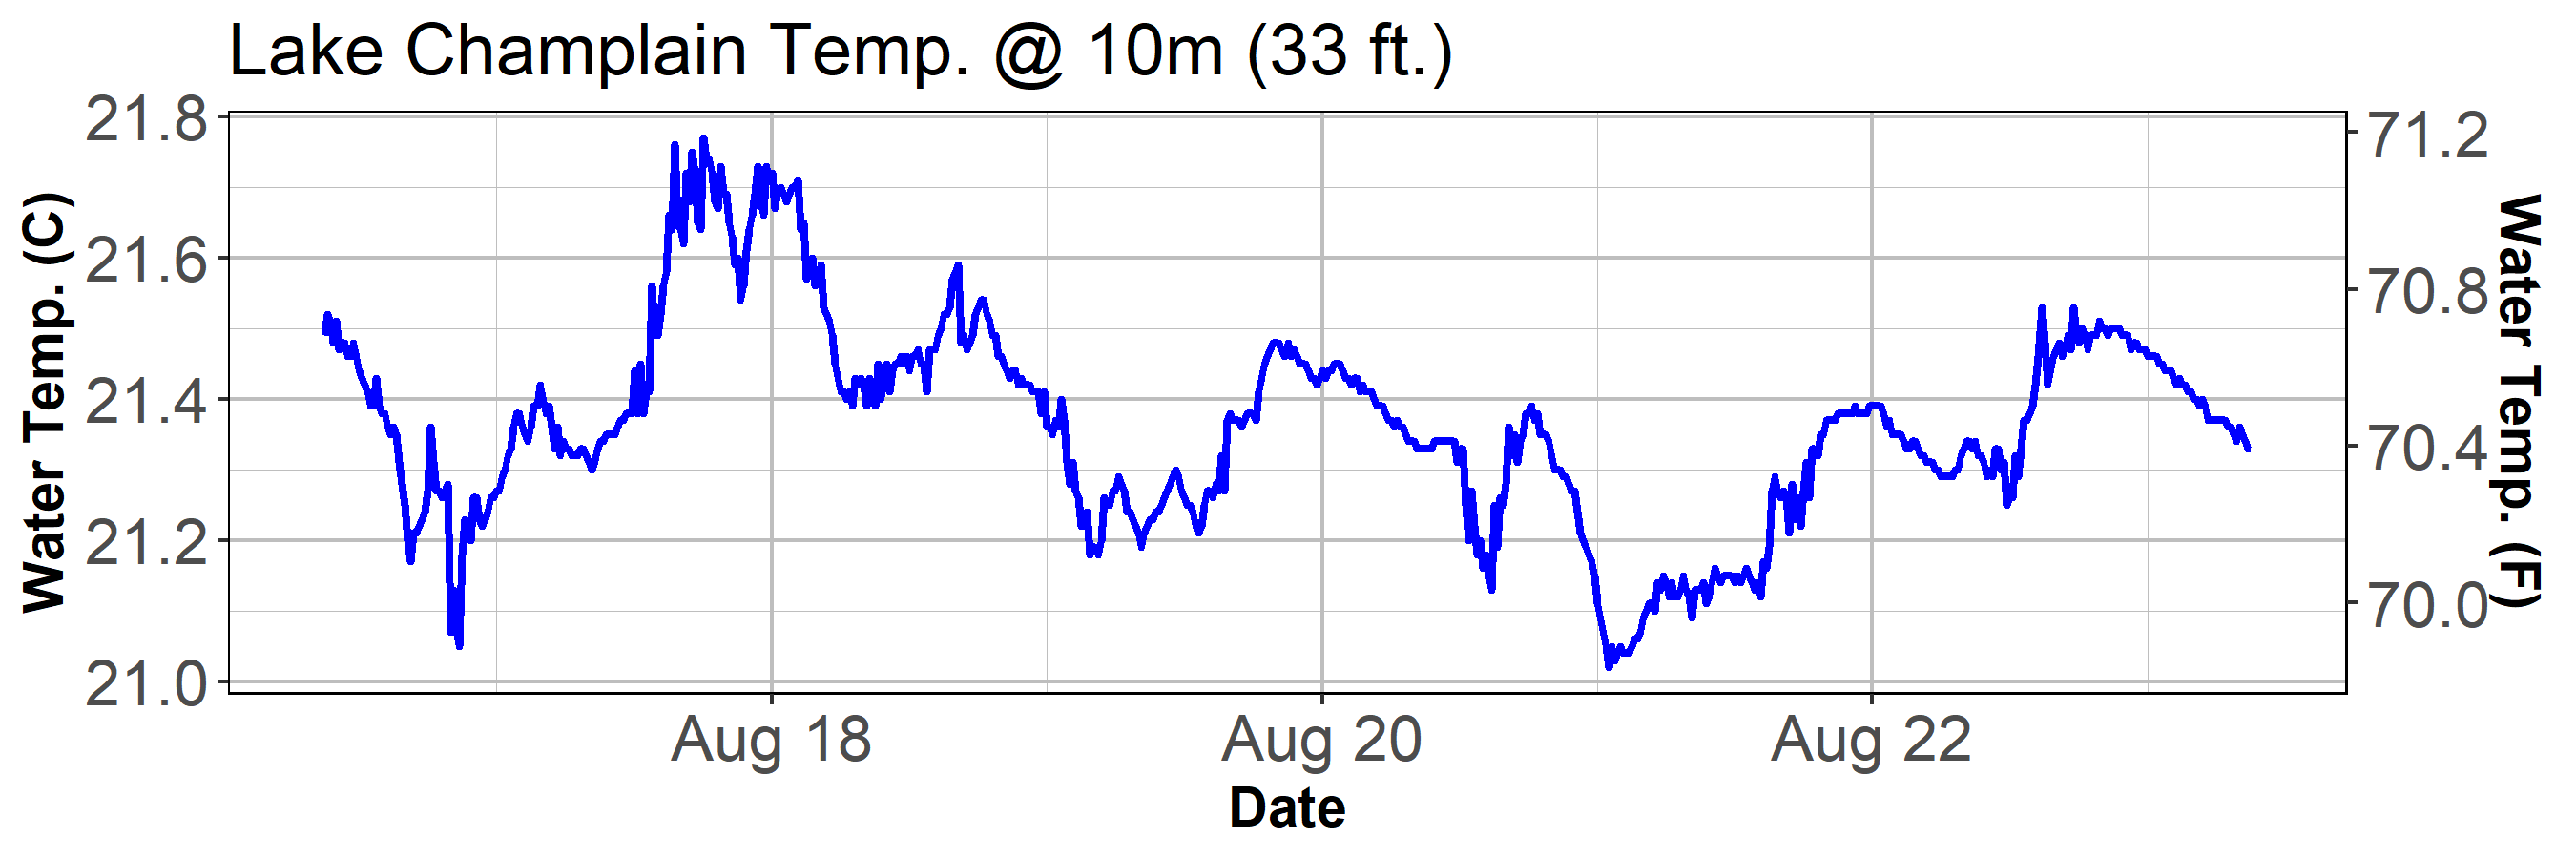 Lake Champlain Temp. @ 10m (33 ft.)
Water Temp. (C)
21.8
21.6
21.4
21.2
21.0
71.2
70.8
70.4
70.0
Water Temp. (F)
Aug 18
Aug 20
Aug 22
Date